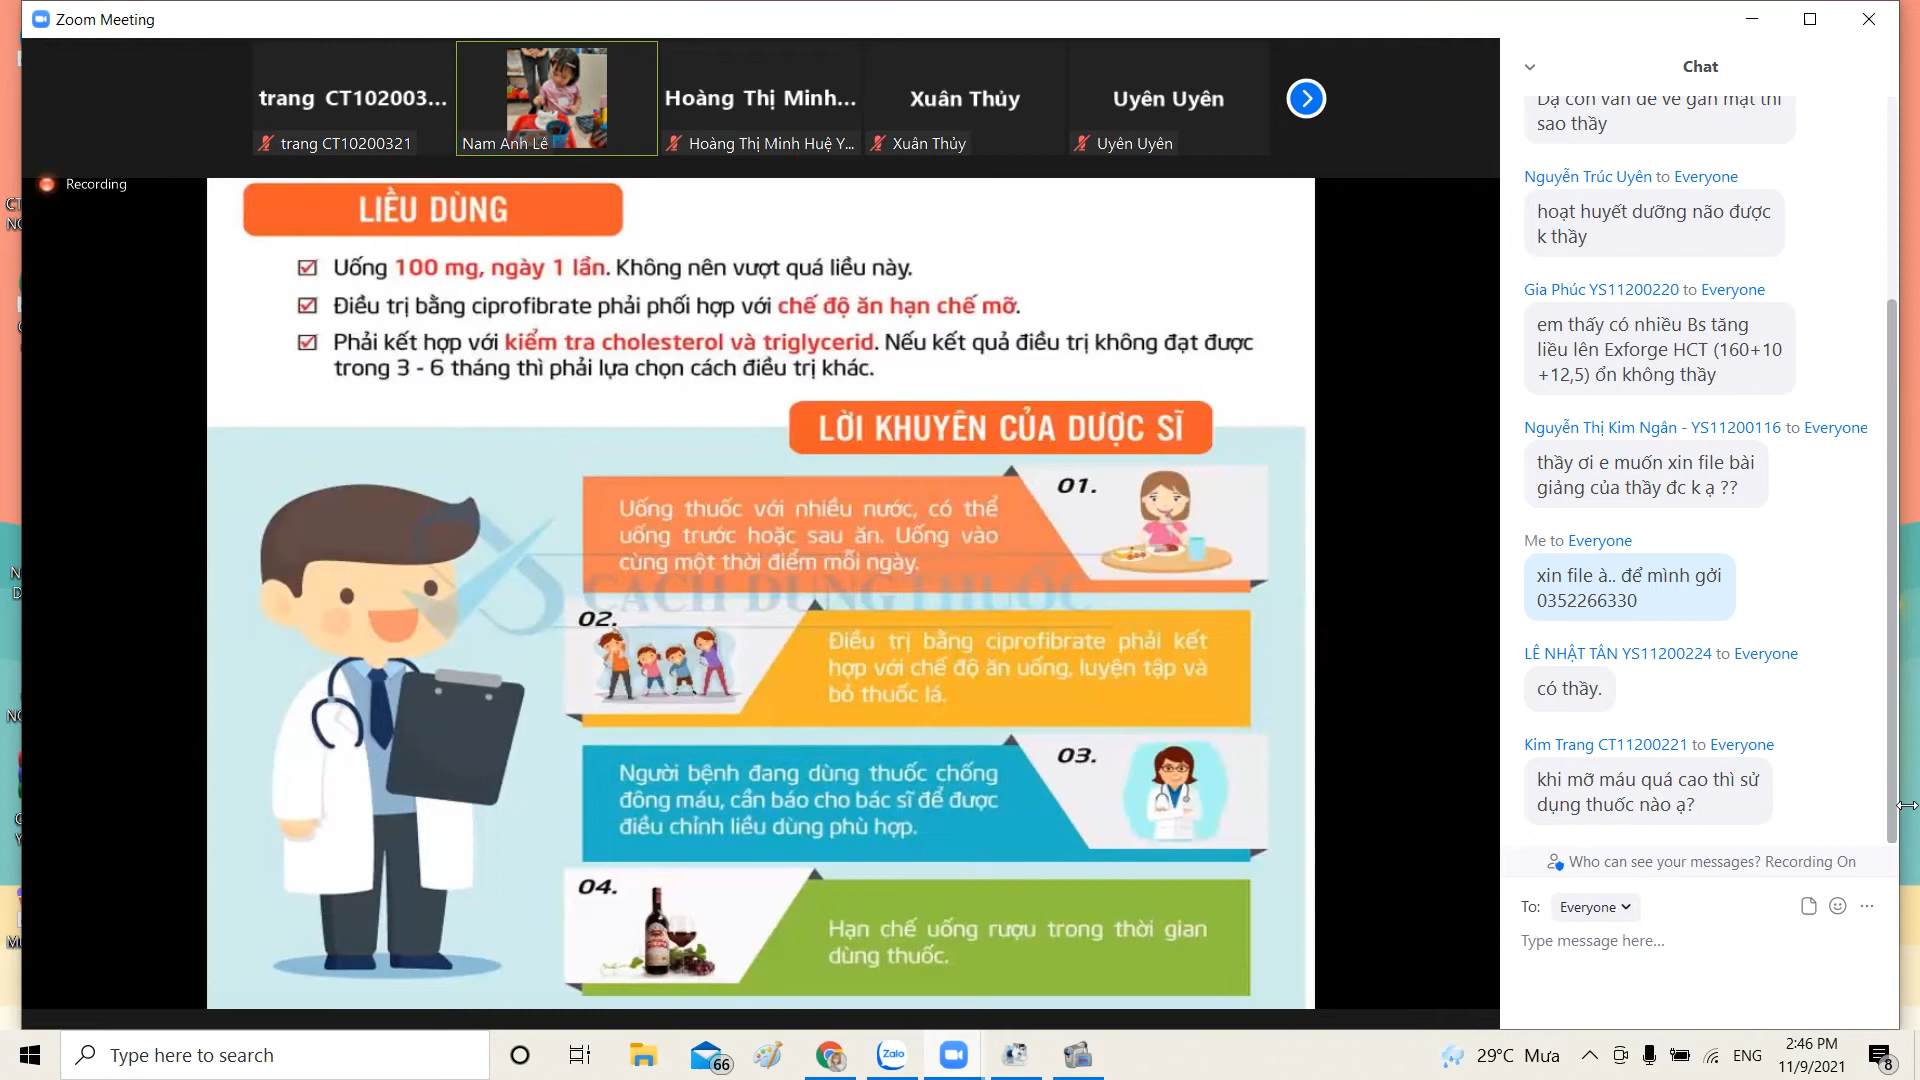 Zoom Meeting
trang CT102003...
Hoàng Thị Minh...
Xuân Thủy
Uyên Uyên
trang CT10200321
Nam Anh Lê
Hoàng Thị Minh Huệ Y...
Xuân Thủy
Uyên Uyên
Recording
LIỀU DÙNG
Uống 100 mg, ngày 1 lần. Không nên vượt quá liều này.
Điều trị bằng ciprofibrate phải phối hợp với chế độ ăn hạn chế mỡ.
Phải kết hợp với kiểm tra cholesterol và triglycerid. Nếu kết quả điều trị không đạt được
trong 3 - 6 tháng thì phải lựa chọn cách điều trị khác.
LỜI KHUYÊN CỦA DƯỢC SĨ
01.
Uống thuốc với nhiều nước, có thể
uống trước hoặc sau ăn. Uống vào
cùng một thời điểm mỗi ngày.
CACH DUNG THUỐC
02.
Điều trị bằng ciprofibrate phải kết
hợp với chế độ ăn uống, luyện tập và
bỏ thuốc lá.
03.
Người bệnh đang dùng thuốc chống
đông máu, cần báo cho bác sĩ để được
điều chỉnh liều dùng phù hợp.
04.
Hạn chế uống rượu trong thời gian
dùng thuốc.
Chat
Dạ còn vấn đề về gan mật thì
sao thầy
Nguyễn Trúc Uyên to Everyone
hoạt huyết dưỡng não được
k thầy
Gia Phúc YS11200220 to Everyone
em thấy có nhiều Bs tăng
liều lên Exforge HCT (160+10
+12,5) ổn không thầy
Nguyễn Thị Kim Ngân - YS11200116 to Everyone
thầy ơi e muốn xin file bài
giảng của thầy đc k ạ ??
Me to Everyone
xin file à.. để mình gởi
0352266330
LÊ NHẬT TÂN YS11200224 to Everyone
có thầy.
Kim Trang CT11200221 to Everyone
khi mỡ máu quá cao thì sử
dụng thuốc nào ạ?
Who can see your messages? Recording On
To: Everyone
Type message here...
Type here to search
66
Zalo
29°C Mưa
ENG
2:46 PM
11/9/2021
8